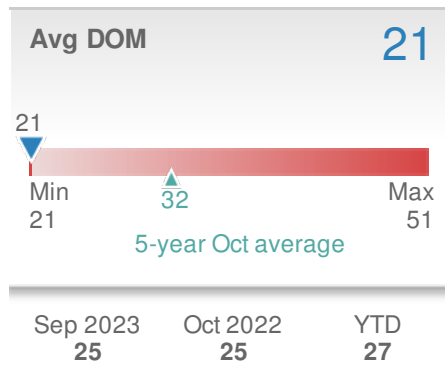 Avg DOM 21
21
Min Max
21 32 51
5-year Oct average
Sep 2023 Oct 2022 YTD
25 25 27